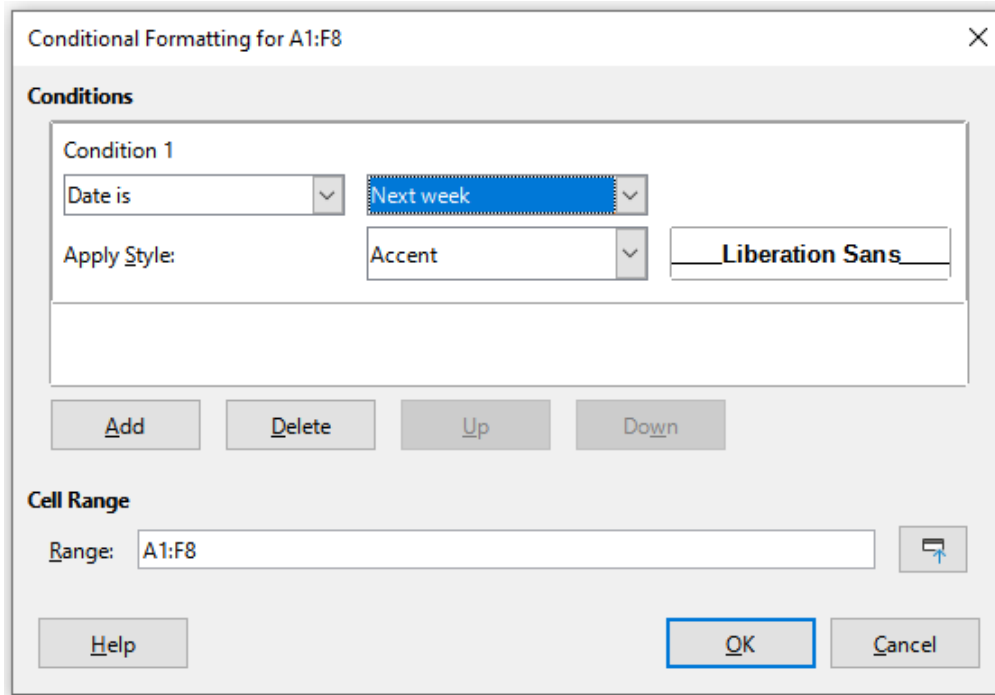 Conditional Formatting for A1:F8
Conditions
Condition 1
Date is Next week
Apply Style: Accent Liberation Sans
Add Delete Up Down
Cell Range
Range: A1:F8
Help OK Cancel